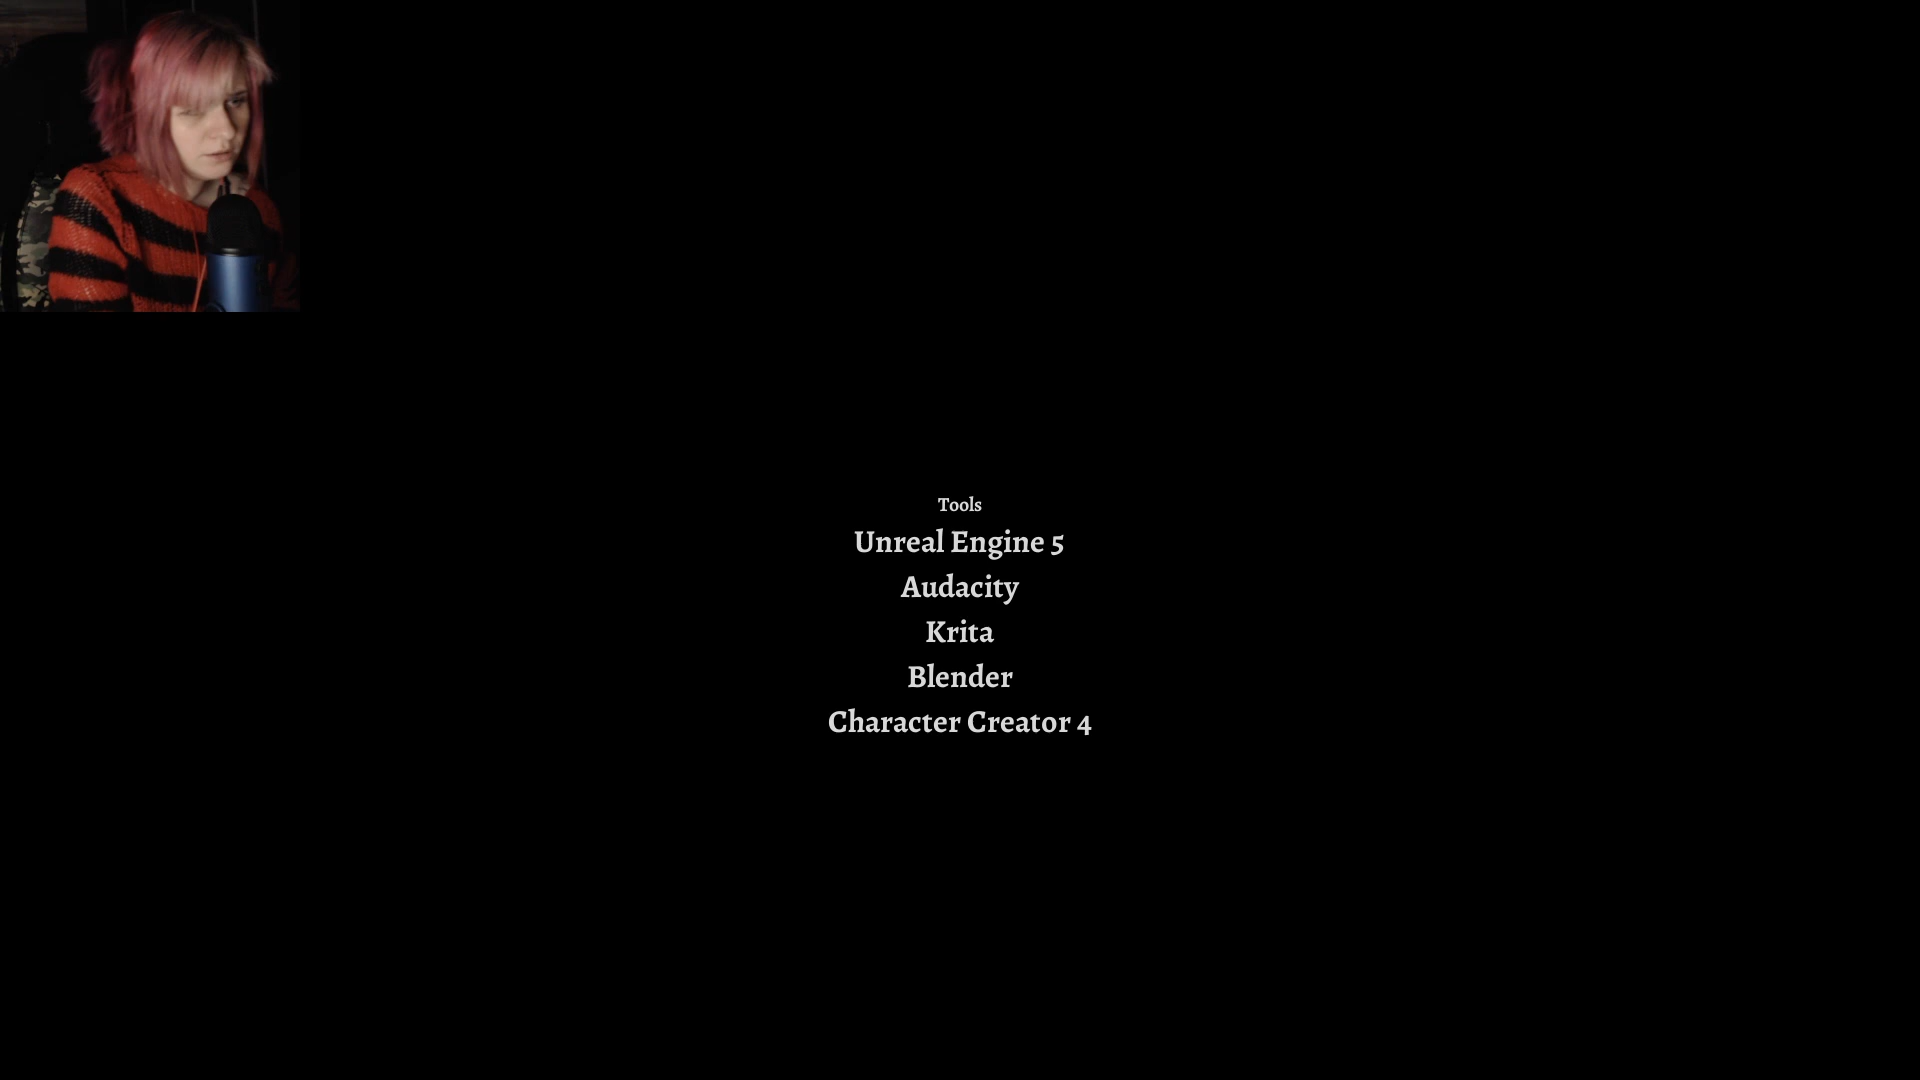 Tools
Unreal Engine 5
Audacity
Krita
Blender
Character Creator 4